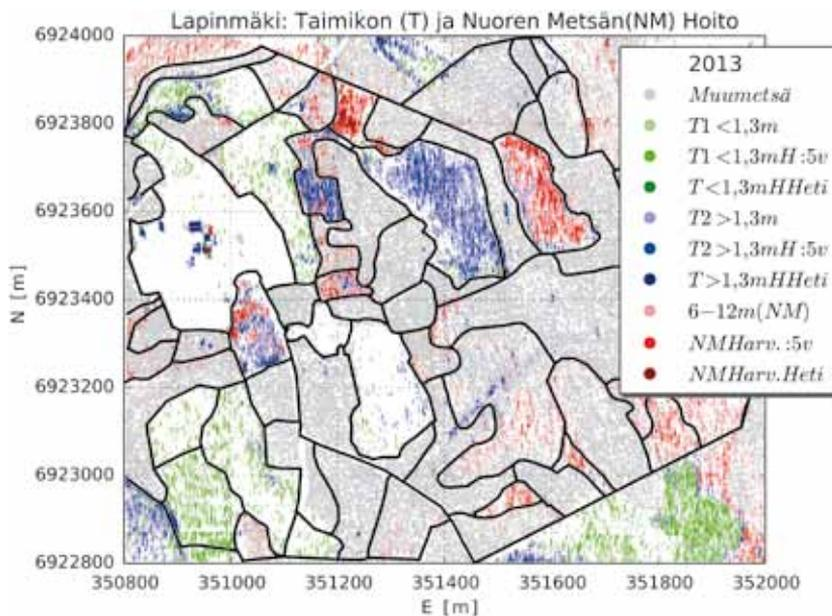 Lapinmäki: Taimikon (T) ja Nuoren Metsän(NM) Hoito
6924000
6923800
6923600
6923400
6923200
6923000
6922800
N [m]
350800
351000
351200
351400
351600
351800
352000
E [m]
2013
Muumetsä
T1<1,3m
T1<1,3mH:5v
T<1,3mHHeti
T2>1,3m
T2>1,3mH:5v
T>1,3mHHeti
6−12m(NM)
NMHarv.:5v
NMHarv.Heti